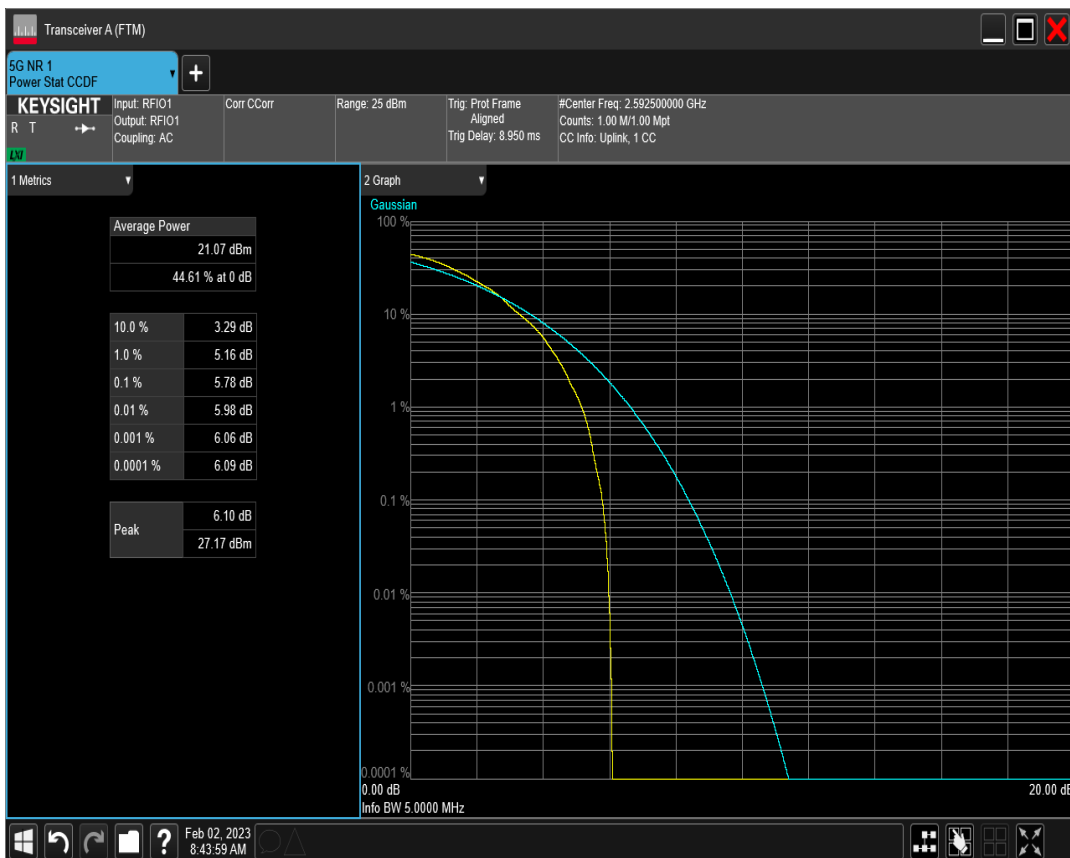 Transceiver A (FTM)
5G NR 1
Power Stat CCDF
+
KEYSIGHT
R T
LXI
Input: RFIO1
Output: RFIO1
Coupling: AC
Corr CCorr
Range: 25 dBm
Trig: Prot Frame
Aligned
Trig Delay: 8.950 ms
#Center Freq: 2.592500000 GHz
Counts: 1.00 M/1.00 Mpt
CC Info: Uplink, 1 CC
1 Metrics
Average Power
21.07 dBm
44.61 % at 0 dB
10.0 % 3.29 dB
1.0 % 5.16 dB
0.1 % 5.78 dB
0.01 % 5.98 dB
0.001 % 6.06 dB
0.0001 % 6.09 dB
Peak
6.10 dB
27.17 dBm
2 Graph
Gaussian
100 %
10 %
1 %
0.1 %
0.01 %
0.001 %
0.0001 %
0.00 dB 20.00 dB
Info BW 5.0000 MHz
?
Feb 02, 2023
8:43:59 AM